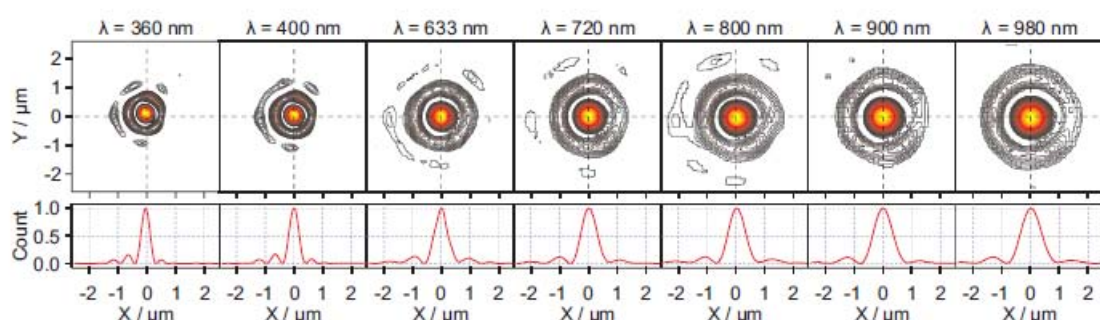 λ = 360 nm λ = 400 nm λ = 633 nm λ = 720 nm λ = 800 nm λ = 900 nm λ = 980 nm
Y / µm
2
1
0
-1
-2
Count
1.0
0.5
0.0
-2 -1 0 1 2 -2 -1 0 1 2 -2 -1 0 1 2 -2 -1 0 1 2 -2 -1 0 1 2 -2 -1 0 1 2 -2 -1 0 1 2
X / µm X / µm X / µm X / µm X / µm X / µm X / µm